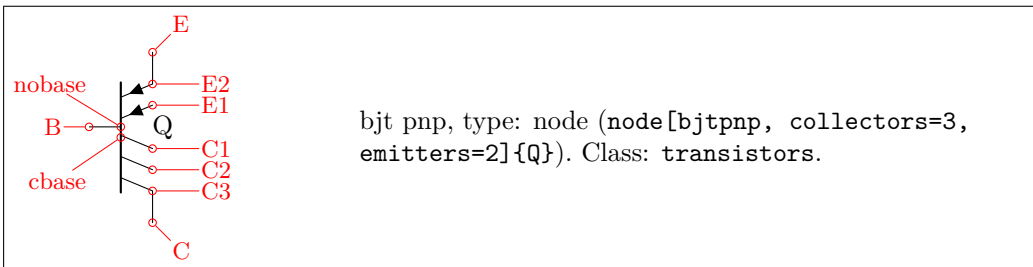 E
nobase
E2
E1
B
Q
C1
C2
cbase
C3
C
bjt pnp, type: node (node[bjtpnp, collectors=3,
emitters=2]{Q}). Class: transistors.